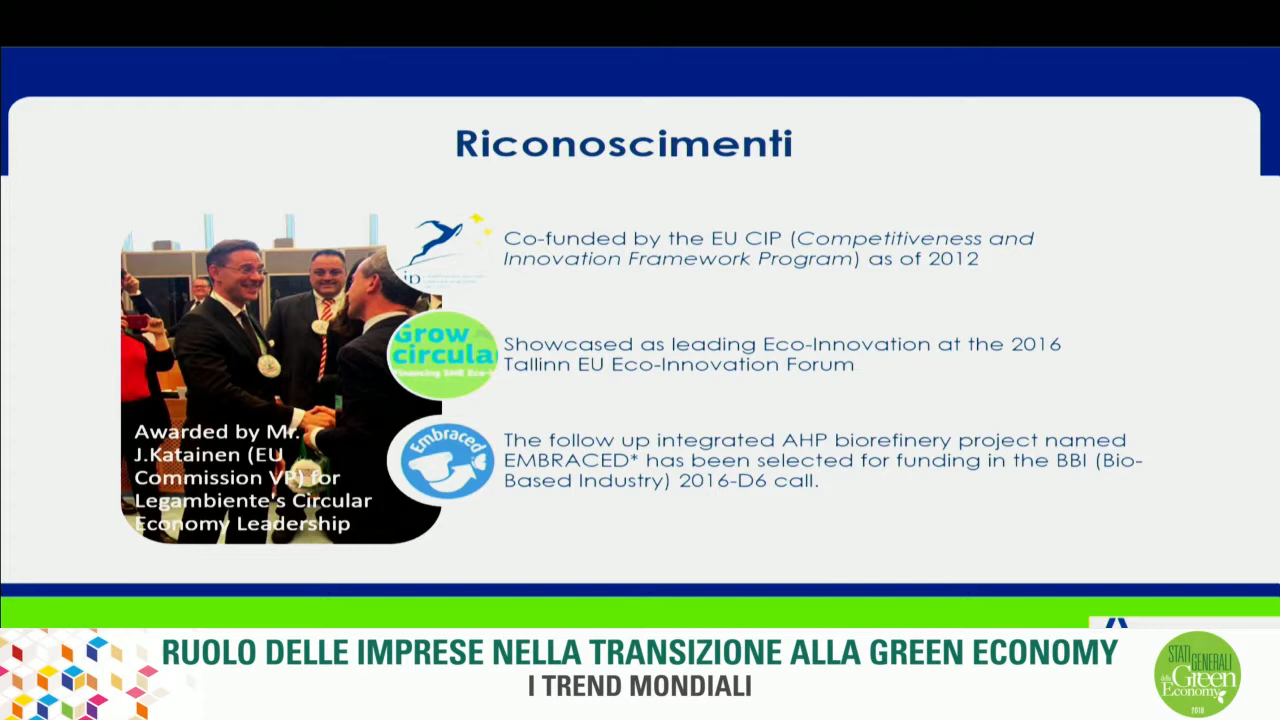 Riconoscimenti
Co-funded by the EU CIP (Competitiveness and
Innovation Framework Program) as of 2012
Grow
circula
Financing SME Eco-
Showcased as leading Eco-Innovation at the 2016
Tallinn EU Eco-Innovation Forum
Embraced
The follow up integrated AHP biorefinery project named
EMBRACED* has been selected for funding in the BBI (Bio-
Based Industry) 2016-D6 call.
Awarded by Mr.
J.Katainen (EU
Commission VP) for
Legambiente's Circular
Economy Leadership
RUOLO DELLE IMPRESE NELLA TRANSIZIONE ALLA GREEN ECONOMY
I TREND MONDIALI
STATI
GENERALI
della Green
Economy